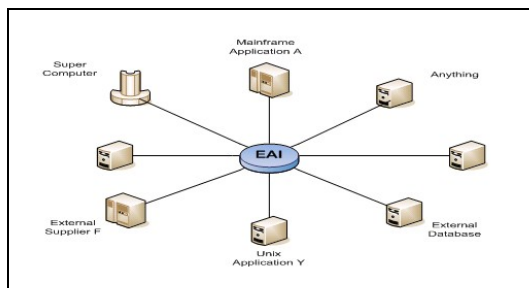 Mainframe
Application A
Super
Computer
Anything
EAI
External
Supplier F
Unix
Application Y
External
Database